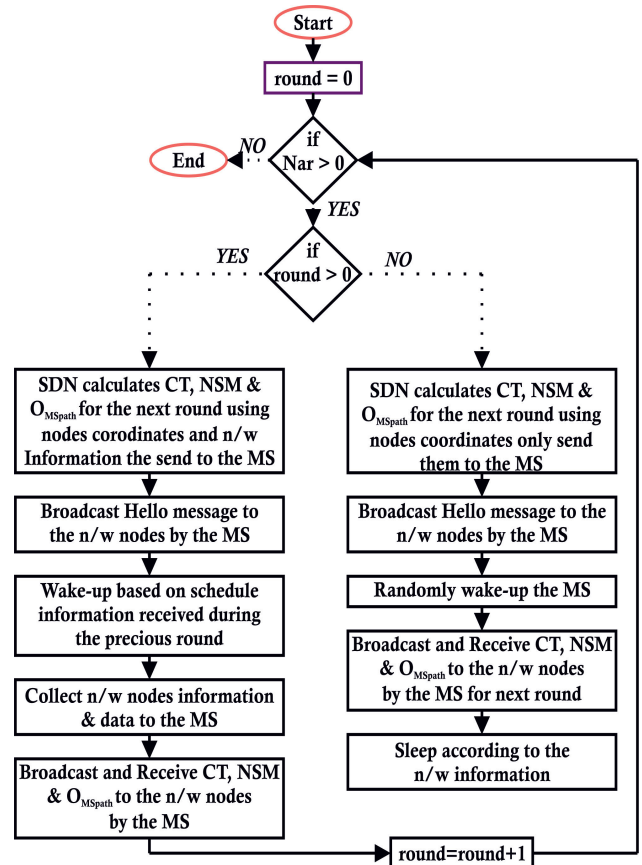 Start
round = 0
if
Nar > 0
NO
End
YES
if
round > 0
YES
NO
SDN calculates CT, NSM &
OMSpath for the next round using
nodes corodinates and n/w
Information the send to the MS
Broadcast Hello message to
the n/w nodes by the MS
Wake-up based on schedule
information received during
the precious round
Collect n/w nodes information
& data to the MS
Broadcast and Receive CT, NSM
& OMSpath to the n/w nodes
by the MS
SDN calculates CT, NSM &
OMSpath for the next round using
nodes coordinates only send
them to the MS
Broadcast Hello message to the
n/w nodes by the MS
Randomly wake-up the MS
Broadcast and Receive CT, NSM
& OMSpath to the n/w nodes
by the MS for next round
Sleep according to the
n/w information
round=round+1